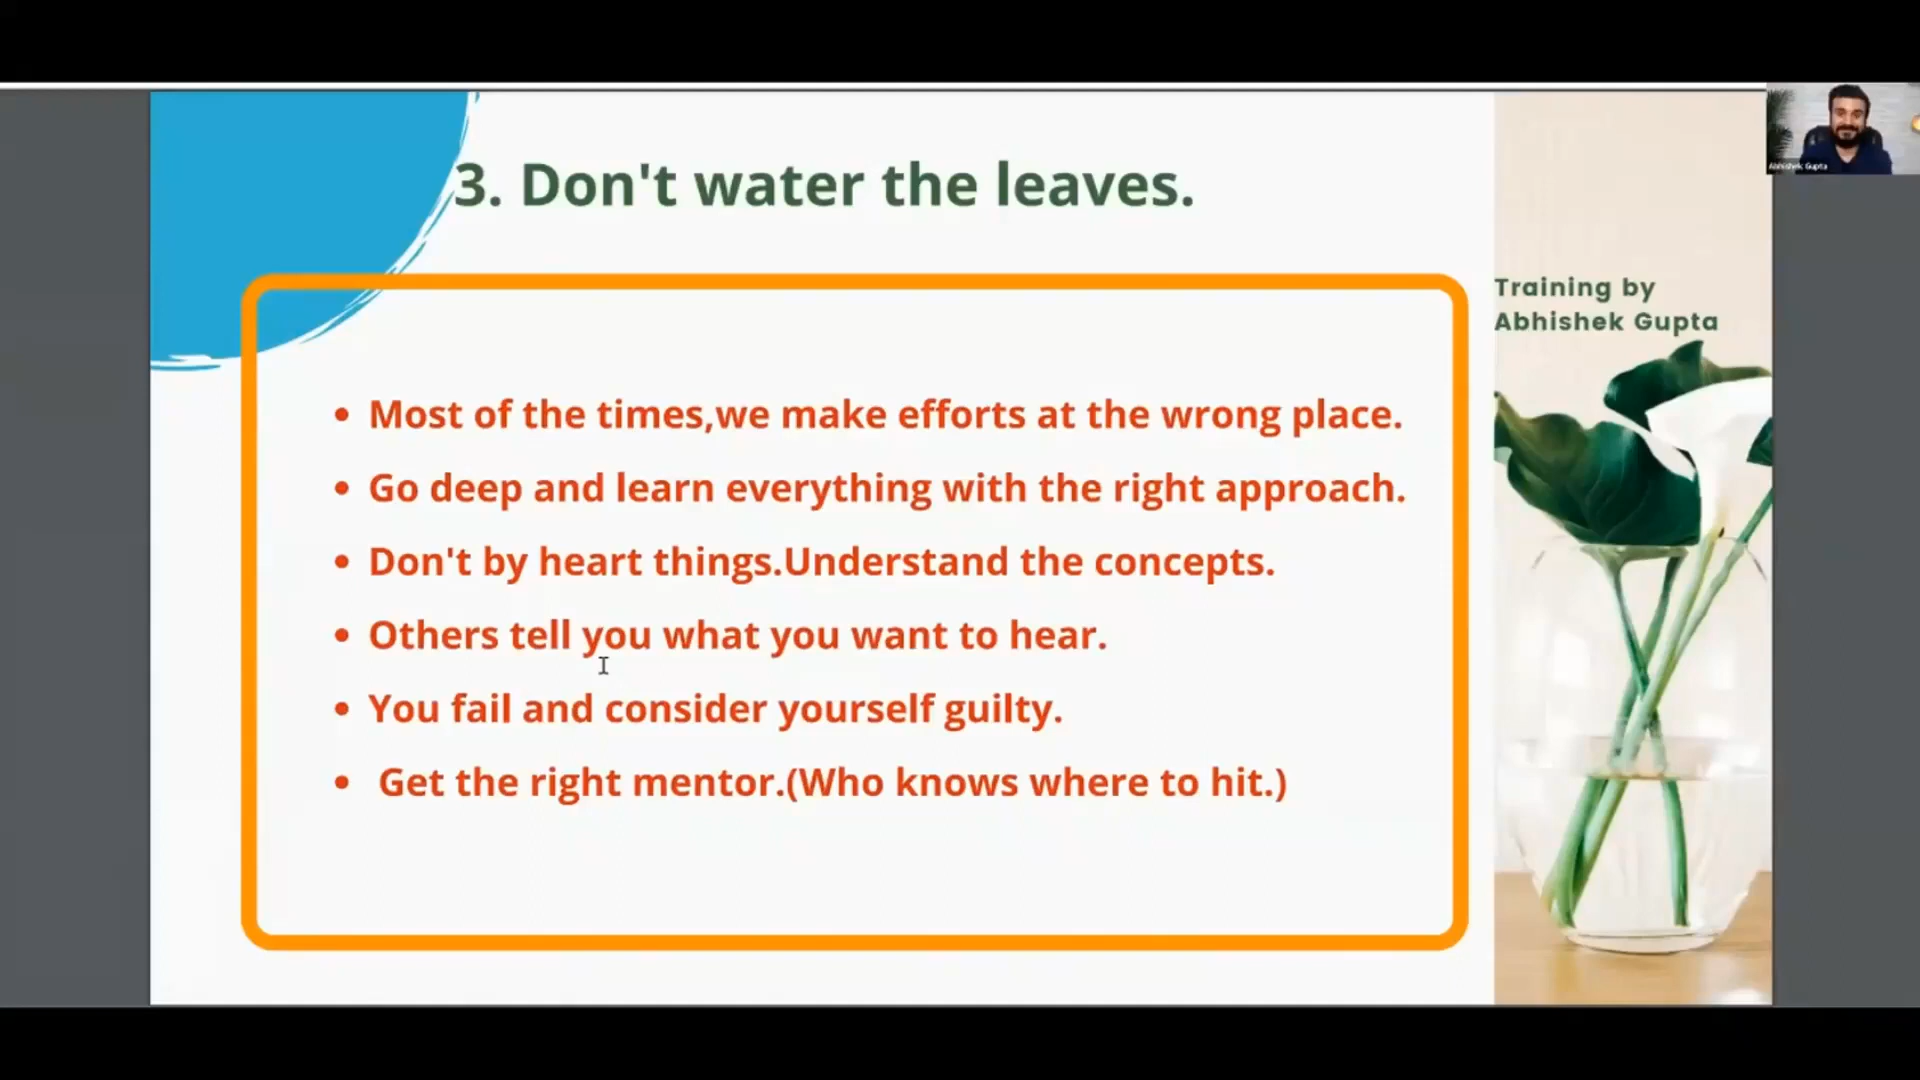 3. Don't water the leaves.
Training by
Abhishek Gupta
• Most of the times,we make efforts at the wrong place.
• Go deep and learn everything with the right approach.
• Don't by heart things.Understand the concepts.
• Others tell you what you want to hear.
• You fail and consider yourself guilty.
• Get the right mentor.(Who knows where to hit.)
Abhishek Gupta